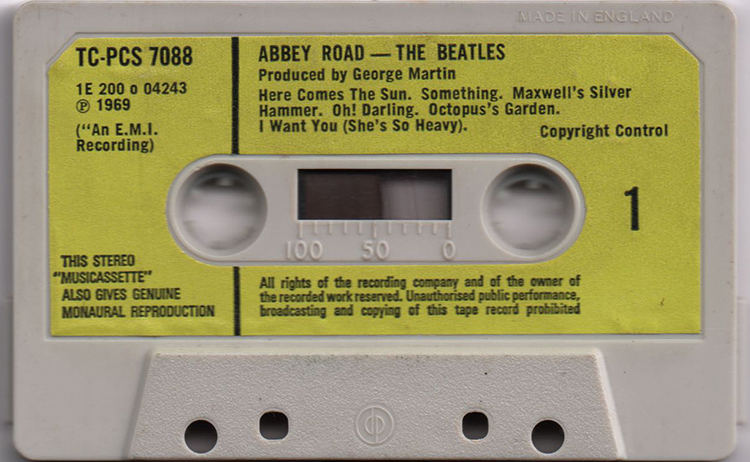 MADE IN ENGLAND
TC-PCS 7088
1E 200 o 04243
℗ 1969
("An E.M.I.
Recording)
ABBEY ROAD — THE BEATLES
Produced by George Martin
Here Comes The Sun. Something. Maxwell's Silver
Hammer. Oh! Darling. Octopus's Garden.
I Want You (She's So Heavy).
Copyright Control
1
100 50 0
THIS STEREO
"MUSICASSETTE"
ALSO GIVES GENUINE
MONAURAL REPRODUCTION
All rights of the recording company and of the owner of
the recorded work reserved. Unauthorised public performance,
broadcasting and copying of this tape record prohibited